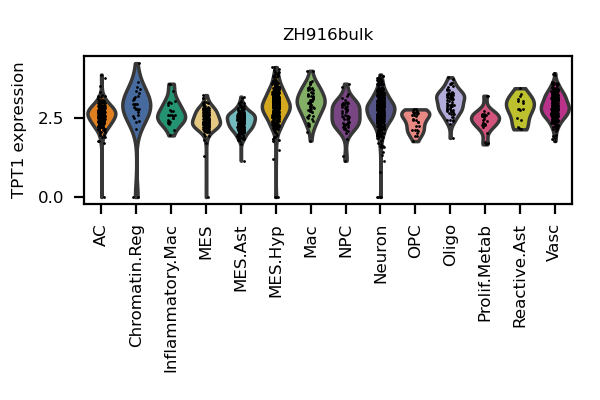 ZH916bulk
TPT1 expression
2.5
0.0
AC
Chromatin.Reg
Inflammatory.Mac
MES
MES.Ast
MES.Hyp
Mac
NPC
Neuron
OPC
Oligo
Prolif.Metab
Reactive.Ast
Vasc